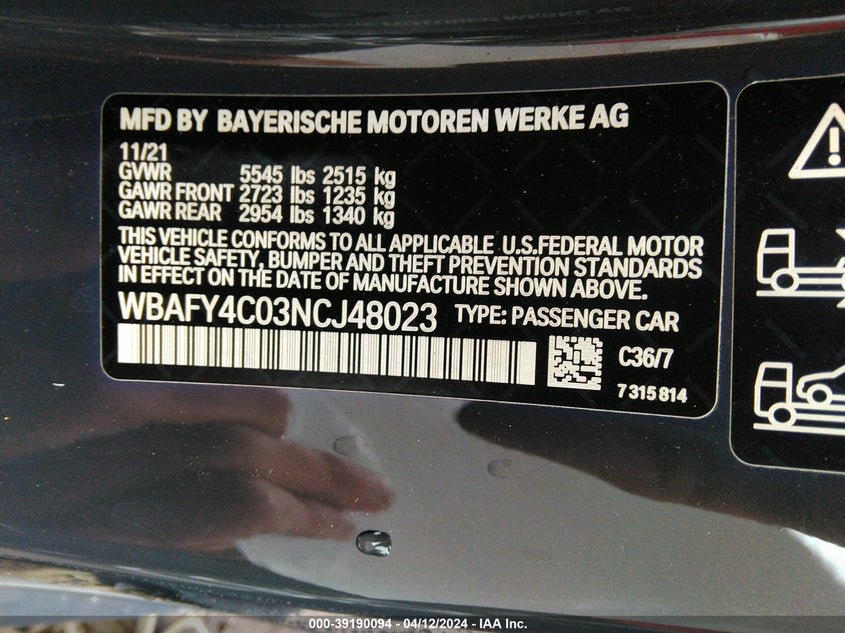 MFD BY BAYERISCHE MOTOREN WERKE AG
11/21
GVWR 5545 lbs 2515 kg
GAWR FRONT 2723 lbs 1235 kg
GAWR REAR 2954 lbs 1340 kg
THIS VEHICLE CONFORMS TO ALL APPLICABLE U.S.FEDERAL MOTOR
VEHICLE SAFETY, BUMPER AND THEFT PREVENTION STANDARDS
IN EFFECT ON THE DATE OF MANUFACTURE SHOWN ABOVE.
WBAFY4C03NCJ48023 TYPE: PASSENGER CAR
C36/7
7315814
000-39190094 - 04/12/2024 - IAA Inc.